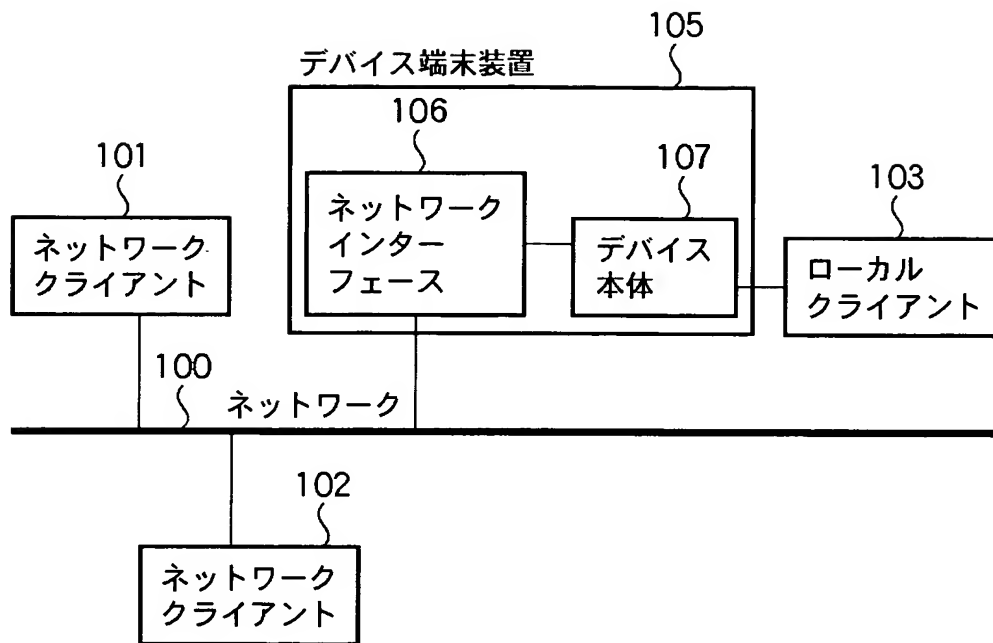 105
デバイス端末装置
106
107
101
103
ネットワーク
クライアント
ネットワーク
インター
フェース
デバイス
本体
ローカル
クライアント
100
ネットワーク
102
ネットワーク
クライアント